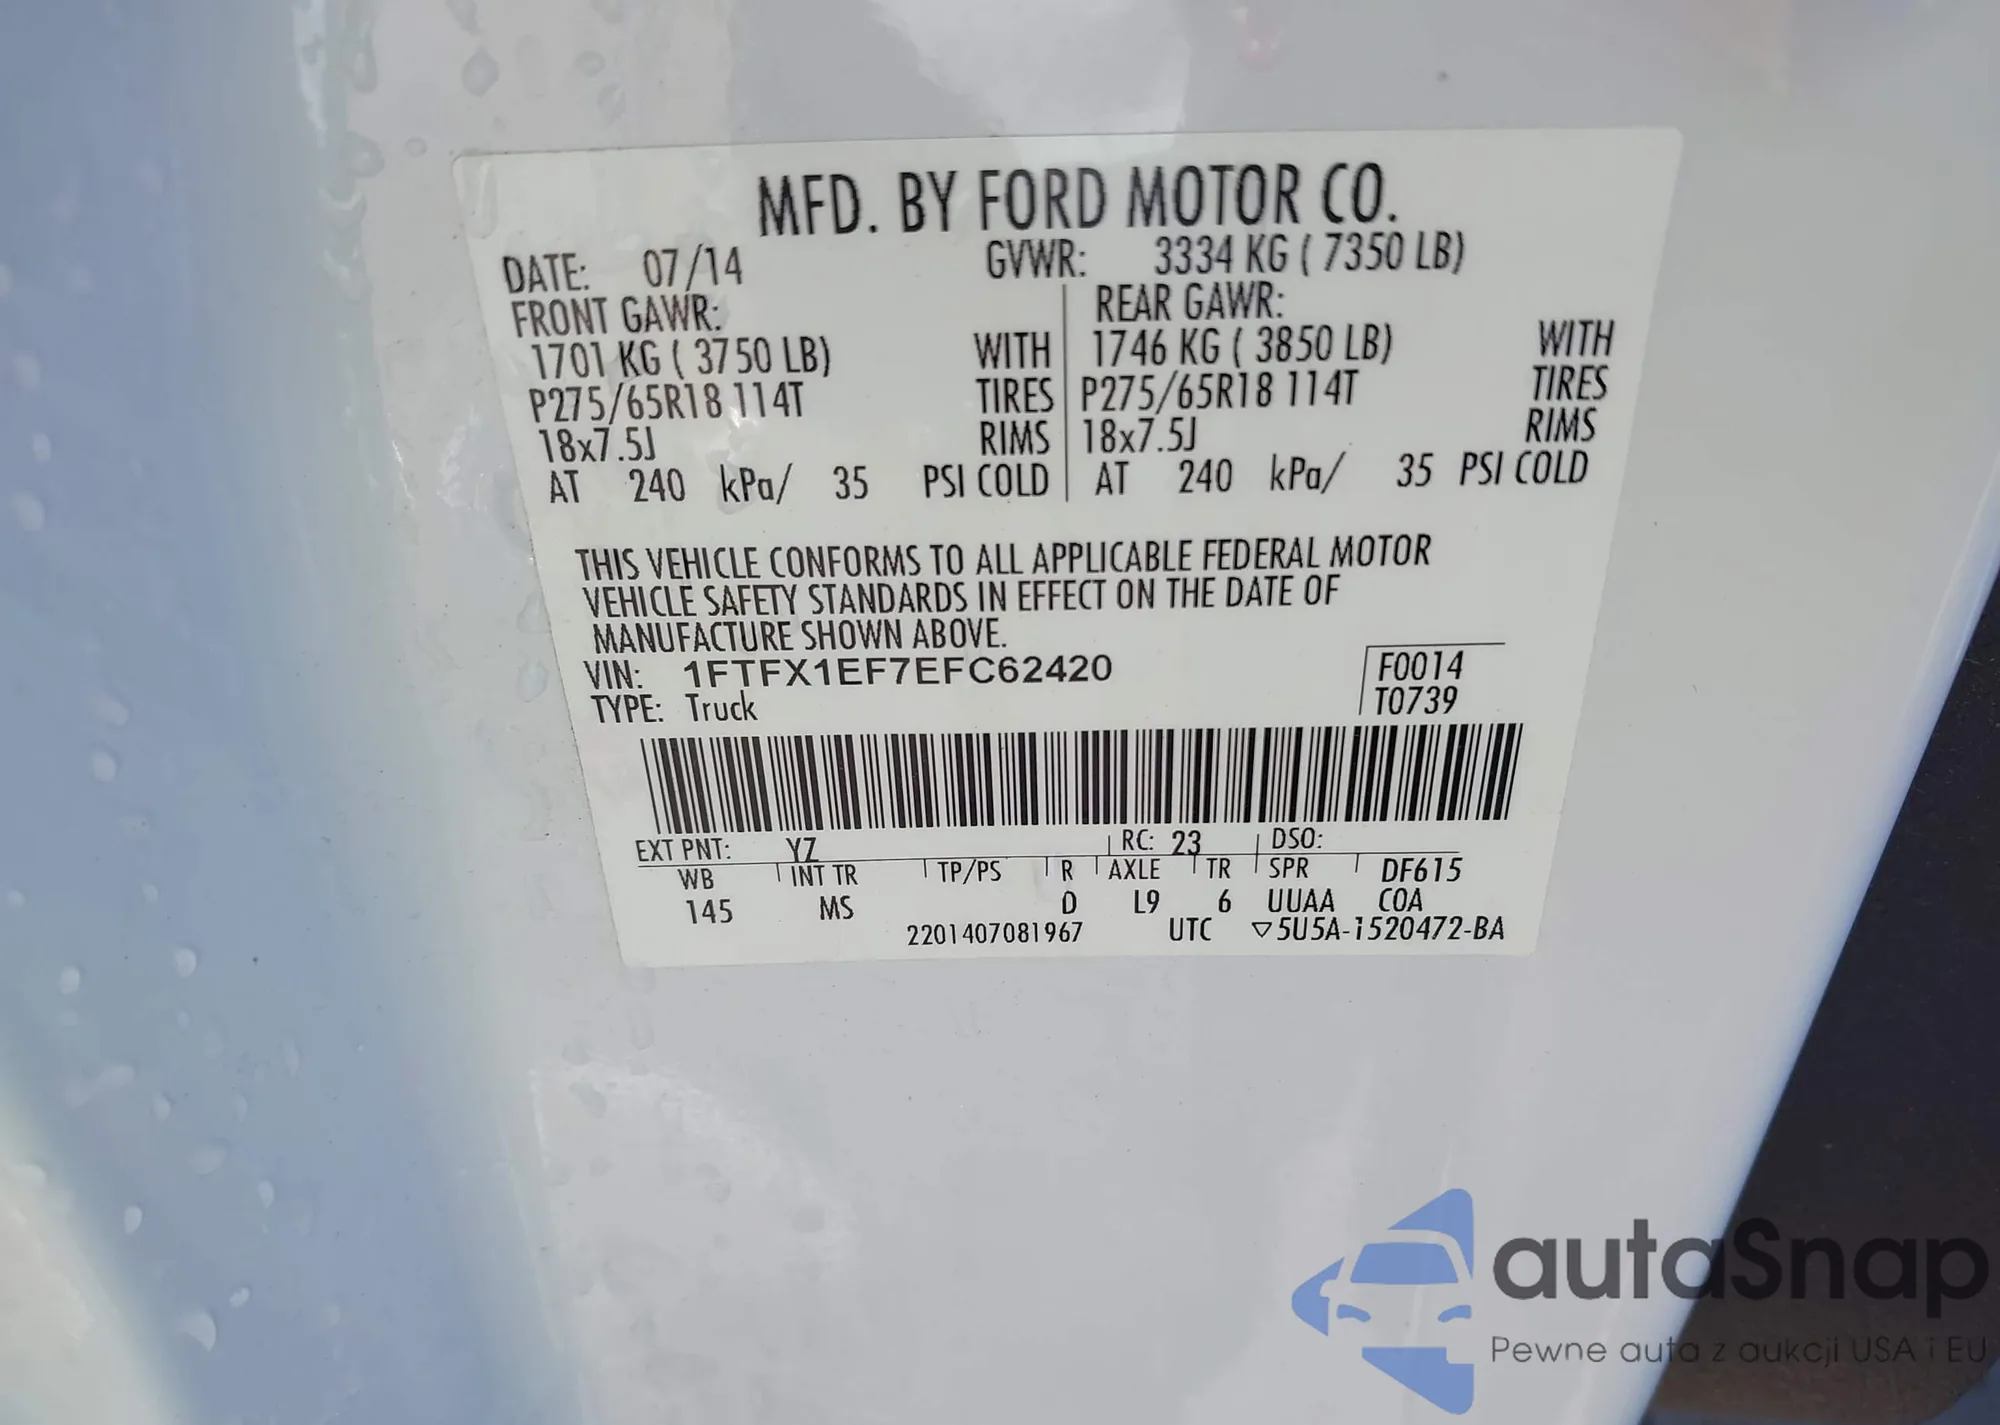 MFD. BY FORD MOTOR CO.
DATE: 07/14 GVWR: 3334 KG ( 7350 LB)
FRONT GAWR: REAR GAWR:
1701 KG ( 3750 LB) WITH 1746 KG ( 3850 LB) WITH
P275/65R18 114T TIRES P275/65R18 114T TIRES
18x7.5J RIMS 18x7.5J RIMS
AT 240 kPa/ 35 PSI COLD AT 240 kPa/ 35 PSI COLD
THIS VEHICLE CONFORMS TO ALL APPLICABLE FEDERAL MOTOR
VEHICLE SAFETY STANDARDS IN EFFECT ON THE DATE OF
MANUFACTURE SHOWN ABOVE.
VIN: 1FTFX1EF7EFC62420 F0014
TYPE: Truck T0739
EXT PNT: YZ RC: 23 DSO:
WB INT TR TP/PS R AXLE TR SPR DF615
145 MS D L9 6 UUAA COA
2201407081967 UTC ▽5U5A-1520472-BA
autaSnap
Pewne auta z aukcji USA i EU